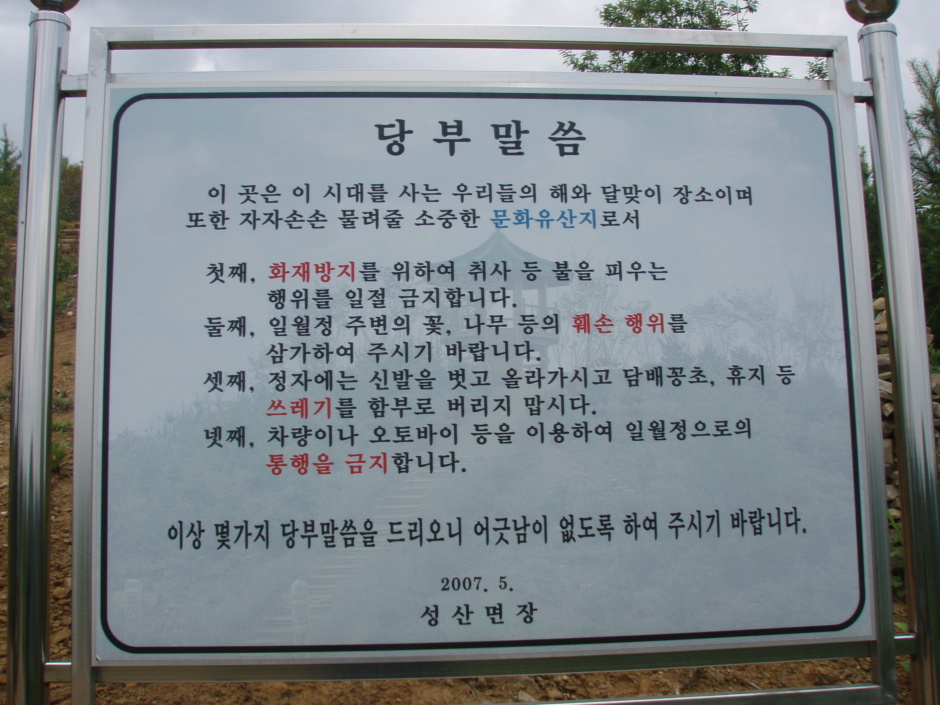 당부말씀
이 곳은 이 시대를 사는 우리들의 해와 달맞이 장소이며
또한 자자손손 물려줄 소중한 문화유산지로서
첫째, 화재방지를 위하여 취사 등 불을 피우는
행위를 일절 금지합니다.
둘째, 일월정 주변의 꽃, 나무 등의 훼손 행위를
삼가하여 주시기 바랍니다.
셋째, 정자에는 신발을 벗고 올라가시고 담배꽁초, 휴지 등
쓰레기를 함부로 버리지 맙시다.
넷째, 차량이나 오토바이 등을 이용하여 일월정으로의
통행을 금지합니다.
이상 몇가지 당부말씀을 드리오니 어긋남이 없도록 하여 주시기 바랍니다.
2007. 5.
성산면장